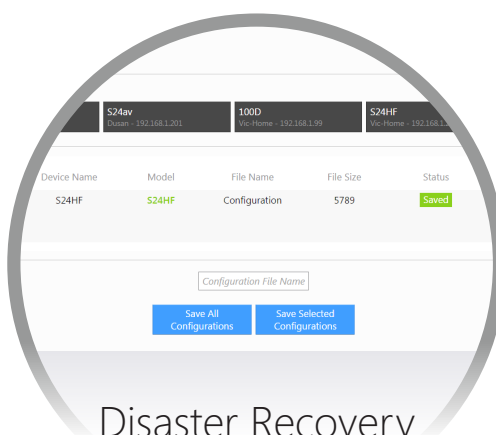 S24av 100D S24HF
Dusan - 192.168.1.201 Vic-Home - 192.168.1.99 Vic-Home -
Device Name Model File Name File Size Status
S24HF S24HF Configuration 5789 Saved
Configuration File Name
Save All Configurations
Save Selected Configurations
Disaster Recovery